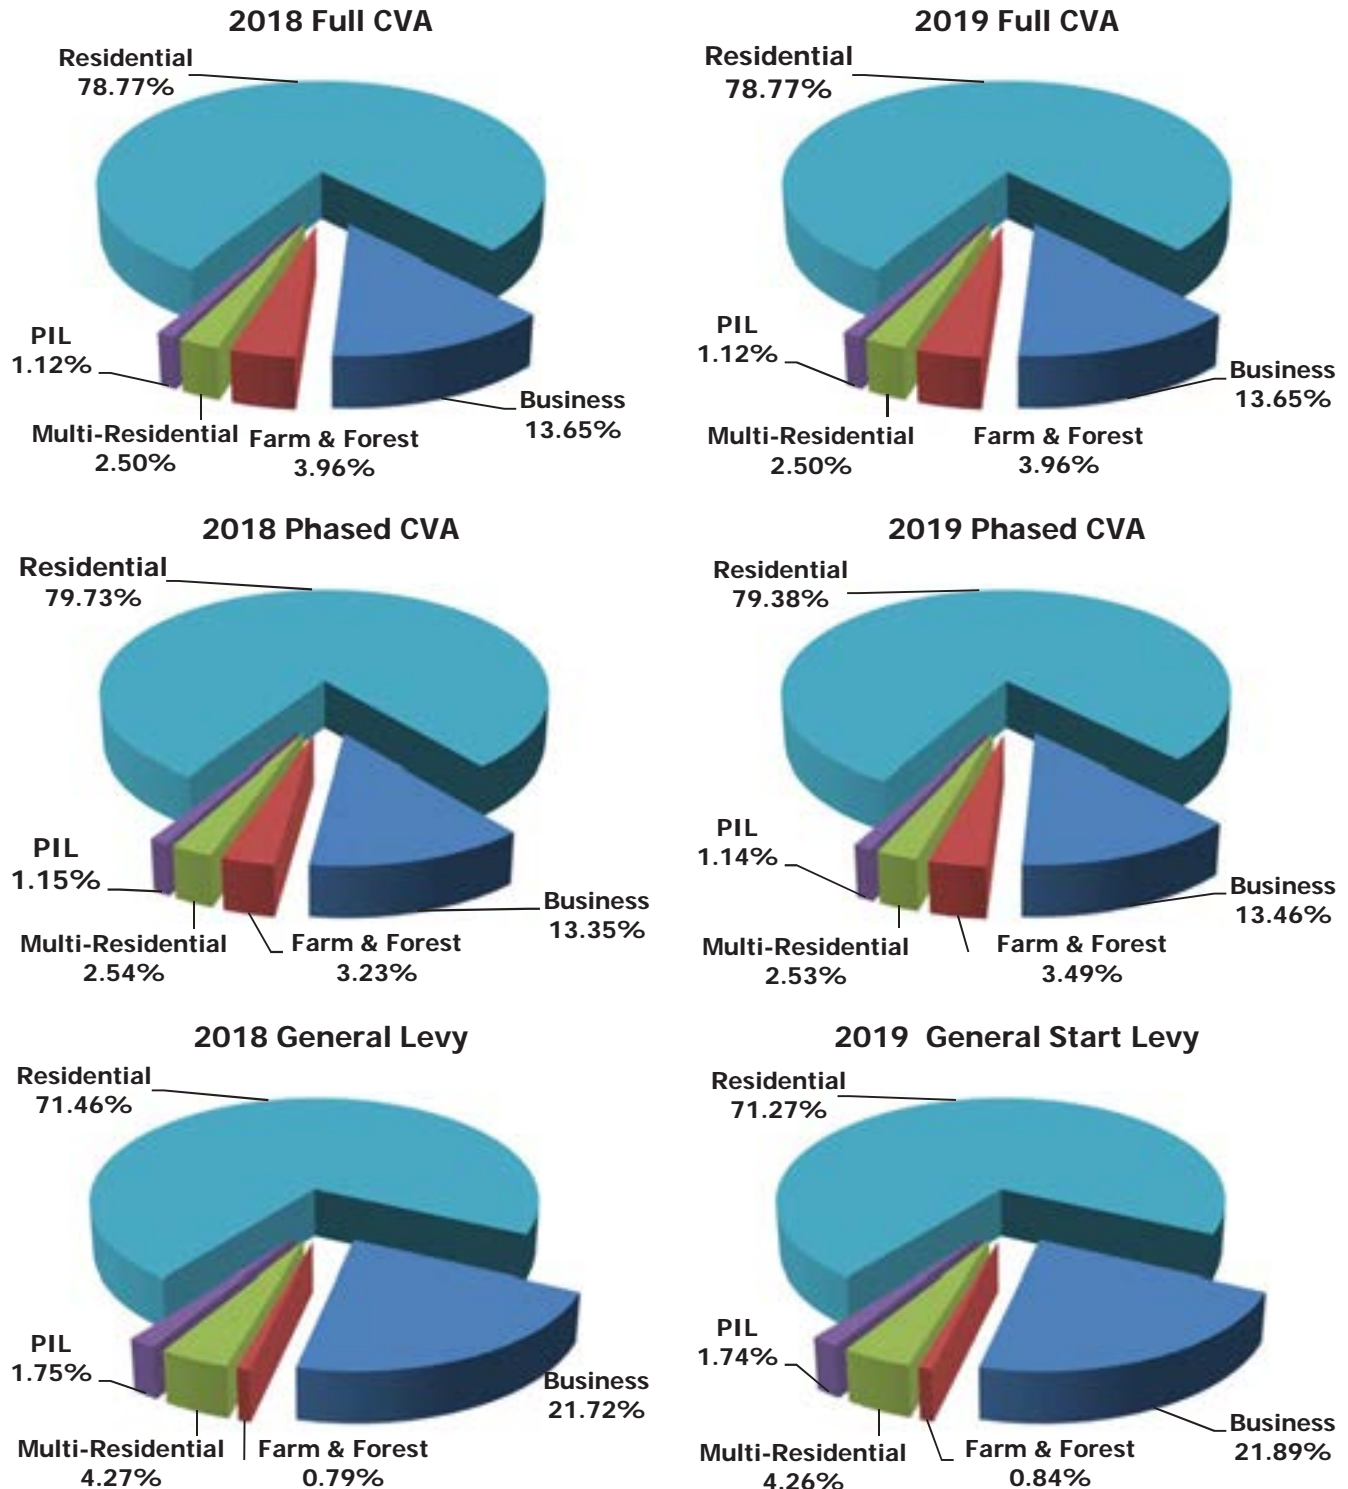 2018 Full CVA
Residential
78.77%
PIL
1.12%
Multi-Residential
2.50%
Farm & Forest
3.96%
Business
13.65%
2019 Full CVA
Residential
78.77%
PIL
1.12%
Multi-Residential
2.50%
Farm & Forest
3.96%
Business
13.65%
2018 Phased CVA
Residential
79.73%
PIL
1.15%
Multi-Residential
2.54%
Farm & Forest
3.23%
Business
13.35%
2019 Phased CVA
Residential
79.38%
PIL
1.14%
Multi-Residential
2.53%
Farm & Forest
3.49%
Business
13.46%
2018 General Levy
Residential
71.46%
PIL
1.75%
Multi-Residential
4.27%
Farm & Forest
0.79%
Business
21.72%
2019 General Start Levy
Residential
71.27%
PIL
1.74%
Multi-Residential
4.26%
Farm & Forest
0.84%
Business
21.89%